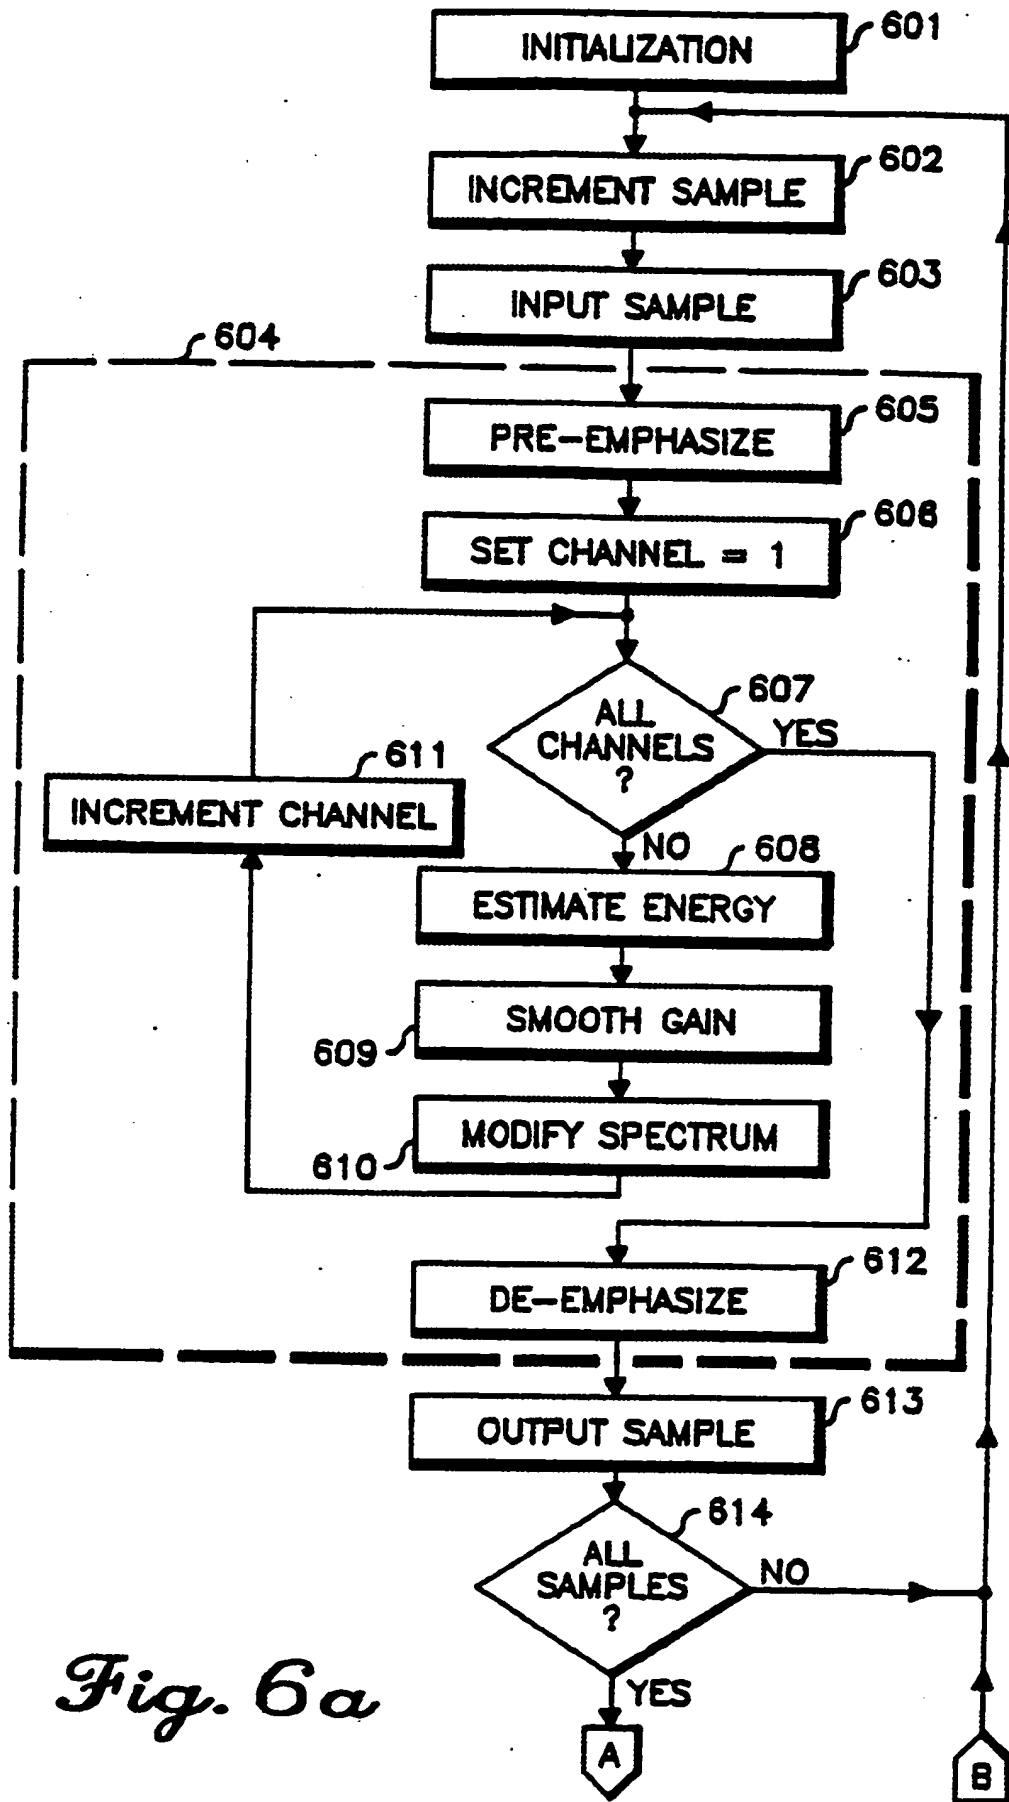 INITIALIZATION
601
INCREMENT SAMPLE
602
INPUT SAMPLE
603
604
PRE-EMPHASIZE
605
SET CHANNEL = 1
606
ALL
CHANNELS
?
607
YES
NO
611
INCREMENT CHANNEL
608
ESTIMATE ENERGY
SMOOTH GAIN
609
MODIFY SPECTRUM
610
612
DE-EMPHASIZE
613
OUTPUT SAMPLE
614
ALL
SAMPLES
?
NO
YES
A
B
Fig. 6a